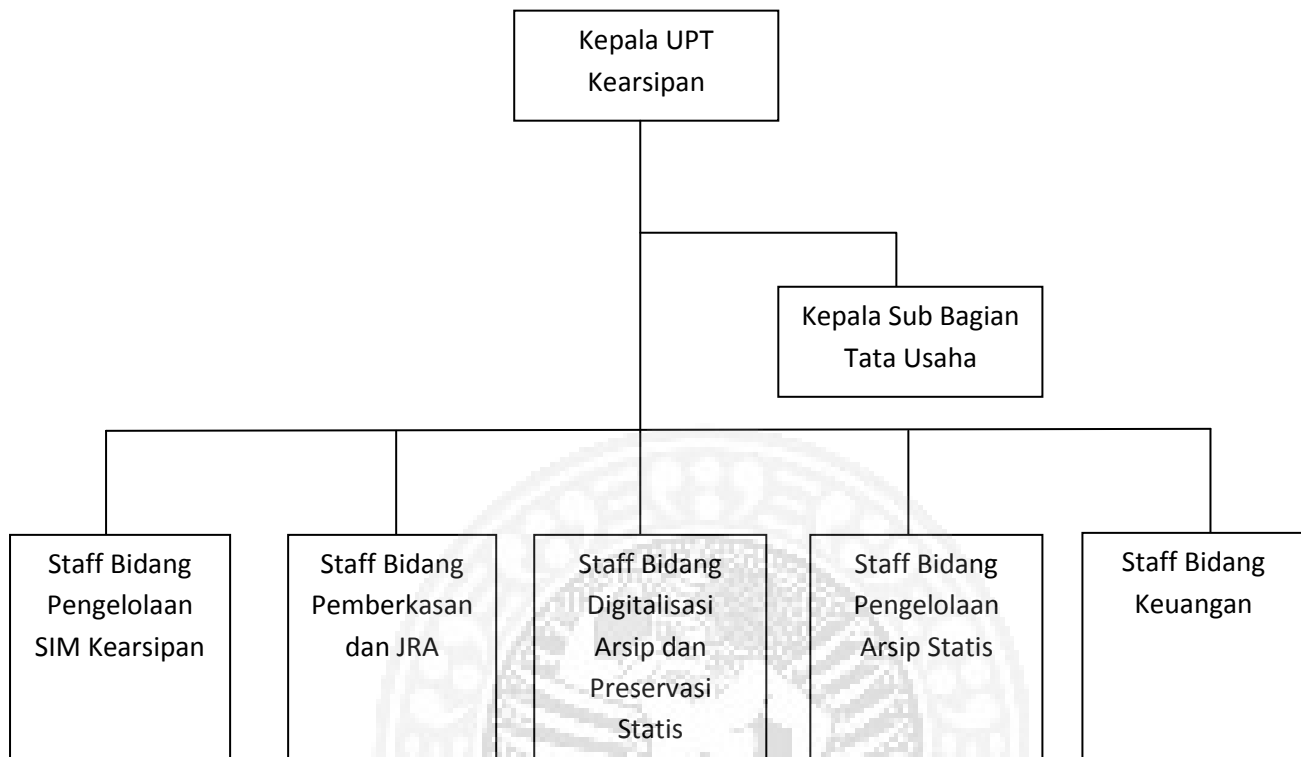 Kepala UPT
Kearsipan
Kepala Sub Bagian
Tata Usaha
Staff Bidang
Pengelolaan
SIM Kearsipan
Staff Bidang
Pemberkasan
dan JRA
Staff Bidang
Digitalisasi
Arsip dan
Preservasi
Statis
Staff Bidang
Pengelolaan
Arsip Statis
Staff Bidang
Keuangan